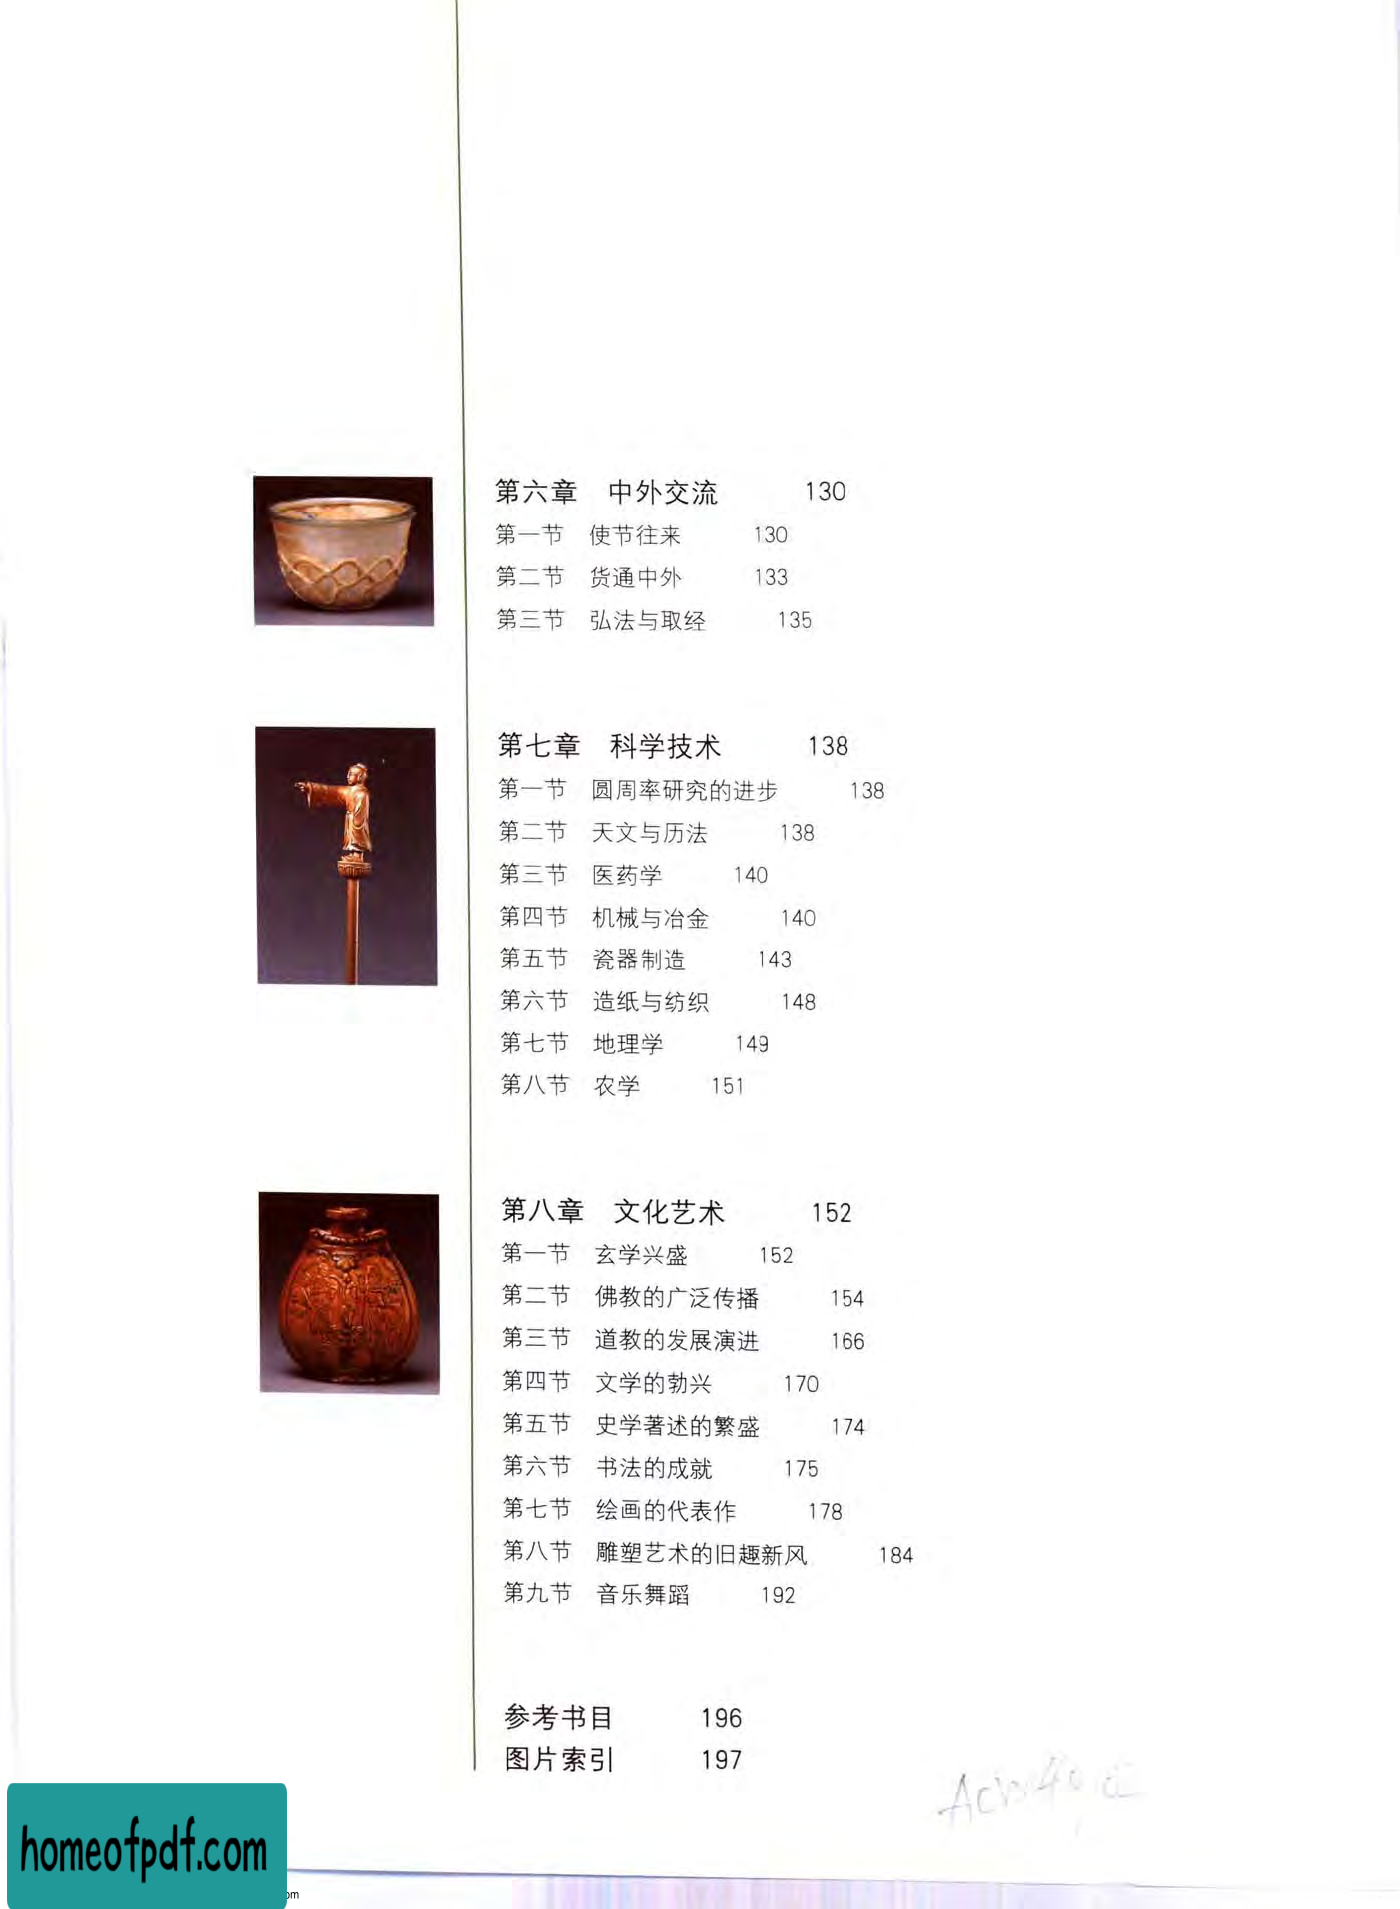 第六章 中外交流 130
第一节 使节往来 130
第二节 货通中外 133
第三节 弘法与取经 135
第七章 科学技术 138
第一节 圆周率研究的进步 138
第二节 天文与历法 138
第三节 医药学 140
第四节 机械与冶金 140
第五节 瓷器制造 143
第六节 造纸与纺织 148
第七节 地理学 149
第八节 农学 151
第八章 文化艺术 152
第一节 玄学兴盛 152
第二节 佛教的广泛传播 154
第三节 道教的发展演进 166
第四节 文学的勃兴 170
第五节 史学著述的繁盛 174
第六节 书法的成就 175
第七节 绘画的代表作 178
第八节 雕塑艺术的旧趣新风 184
第九节 音乐舞蹈 192
参考书目 196
图片索引 197
homeofpdf.com
om